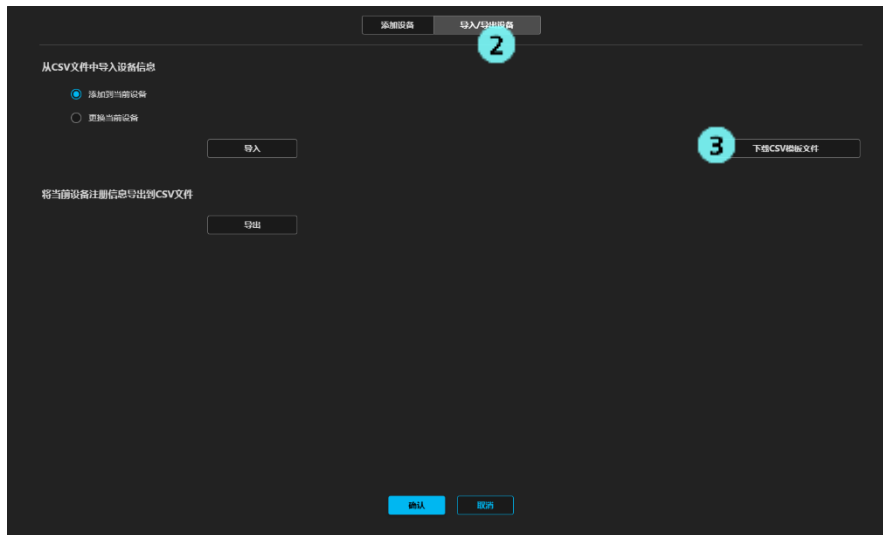 添加设备 导入/导出设备
2
从CSV文件中导入设备信息
添加到当前设备
更换当前设备
导入 3 下载CSV模板文件
将当前设备注册信息导出到CSV文件
导出
确认 取消